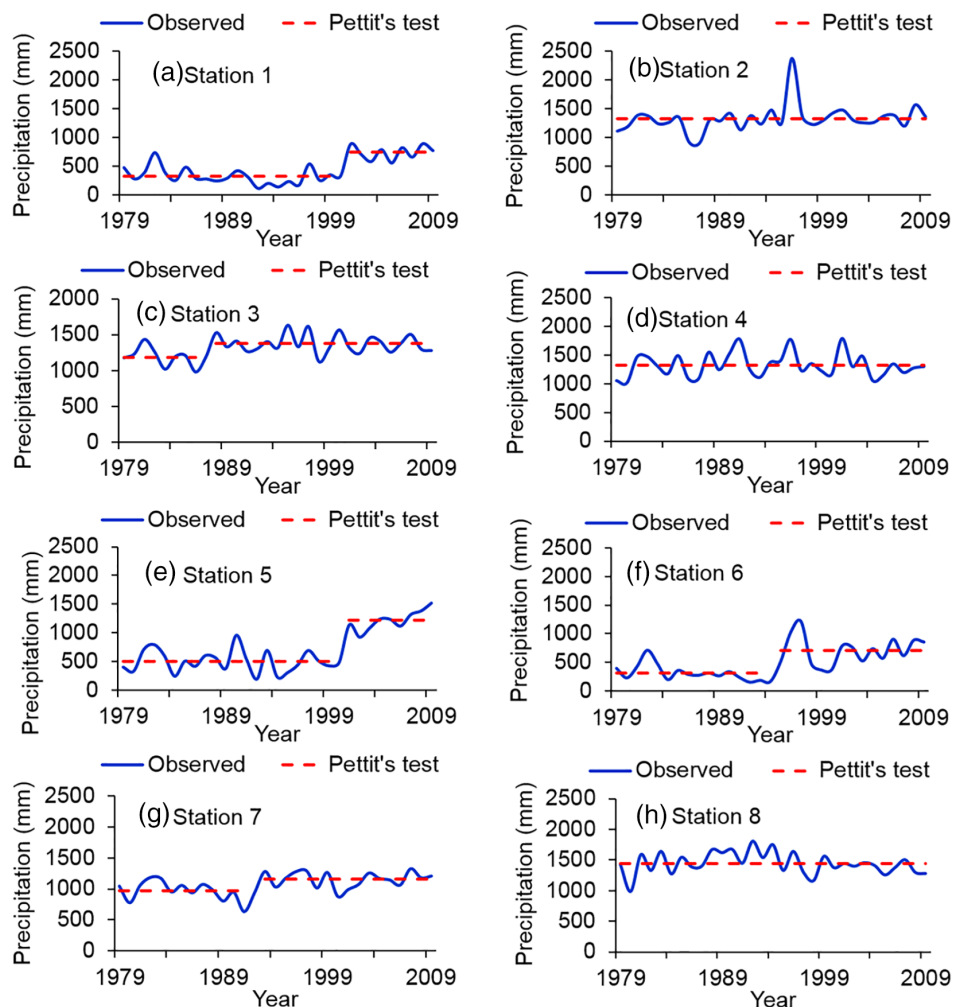 Observed Pettit's test
Precipitation (mm)
(a) Station 1
2500
2000
1500
1000
500
0
1979 1989 1999 2009
Year
Observed Pettit's test
Precipitation (mm)
(b) Station 2
2500
2000
1500
1000
500
0
1979 1989 1999 2009
Year
Observed Pettit's test
Precipitation (mm)
(c) Station 3
2000
1500
1000
500
0
1979 1989 1999 2009
Year
Observed Pettit's test
Precipitation (mm)
(d) Station 4
2500
2000
1500
1000
500
0
1979 1989 1999 2009
Year
Observed Pettit's test
Precipitation (mm)
(e) Station 5
2500
2000
1500
1000
500
0
1979 1989 1999 2009
Year
Observed Pettit's test
Precipitation (mm)
(f) Station 6
2500
2000
1500
1000
500
0
1979 1989 1999 2009
Year
Observed Pettit's test
Precipitation (mm)
(g) Station 7
2500
2000
1500
1000
500
0
1979 1989 1999 2009
Year
Observed Pettit's test
Precipitation (mm)
(h) Station 8
2500
2000
1500
1000
500
0
1979 1989 1999 2009
Year